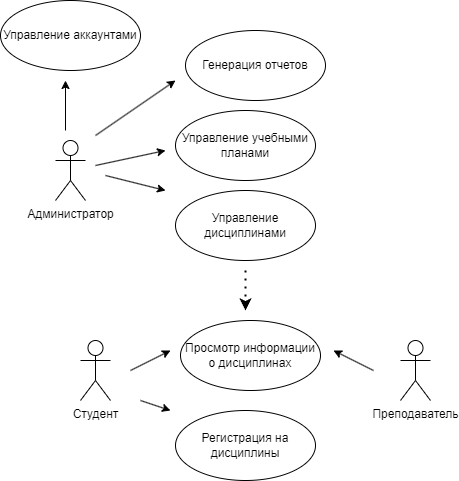 Управление аккаунтами
Генерация отчетов
Управление учебными
планами
Администратор
Управление
дисциплинами
Просмотр информации
о дисциплинах
Студент
Преподаватель
Регистрация на
дисциплины